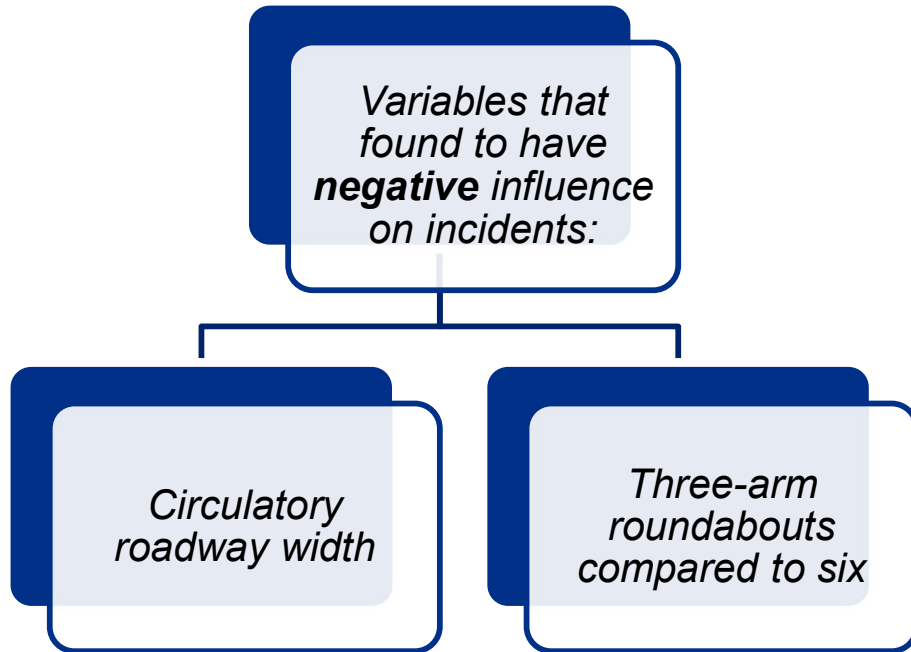 Variables that
found to have
negative influence
on incidents:
Circulatory
roadway width
Three-arm
roundabouts
compared to six